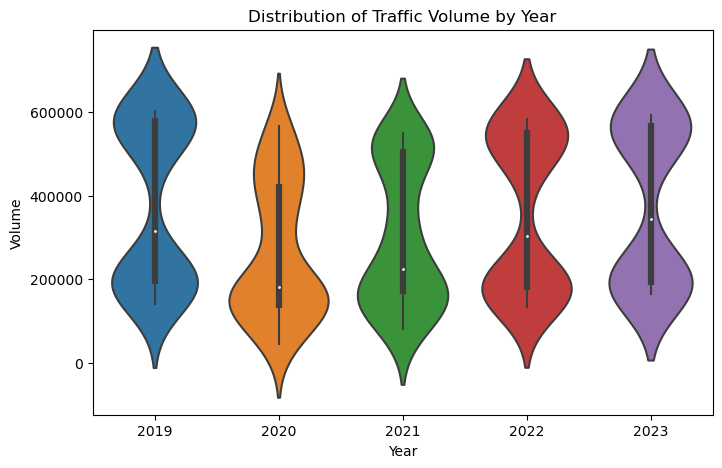 Distribution of Traffic Volume by Year
Volume
600000
400000
200000
0
2019 2020 2021 2022 2023
Year